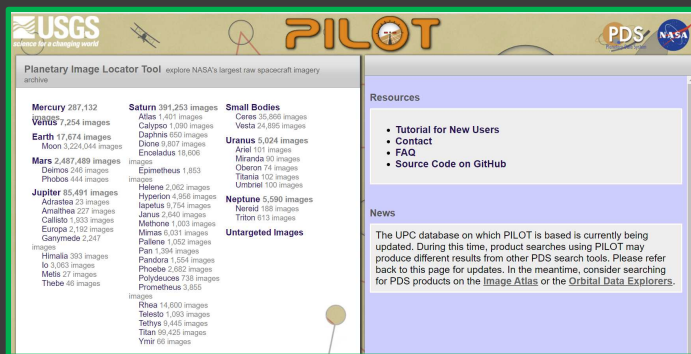 USGS
science for a changing world
PILOT
PDS
NASA
Planetary Image Locator Tool explore NASA's largest raw spacecraft imagery
archive
Mercury 287,132
images
Venus 7,254 images
Earth 17,674 images
Moon 3,224,044 images
Mars 2,487,489 images
Deimos 246 images
Phobos 444 images
Jupiter 85,491 images
Adrastea 23 images
Amalthea 227 images
Callisto 1,933 images
Europa 2,192 images
Ganymede 2,247
images
Himalia 393 images
Io 3,063 images
Metis 27 images
Thebe 46 images
Saturn 391,253 images
Atlas 1,401 images
Calypso 1,090 images
Daphnis 650 images
Dione 9,807 images
Enceladus 18,606
images
Epimetheus 1,853
images
Helene 2,062 images
Hyperion 4,956 images
Iapetus 9,754 images
Janus 2,640 images
Methone 1,003 images
Mimas 6,031 images
Pallene 1,052 images
Pan 1,394 images
Pandora 1,554 images
Phoebe 2,682 images
Polydeuces 738 images
Prometheus 3,855
images
Rhea 14,600 images
Telesto 1,093 images
Tethys 9,445 images
Titan 99,425 images
Ymir 66 images
Small Bodies
Ceres 35,866 images
Vesta 24,895 images
Uranus 5,024 images
Ariel 101 images
Miranda 90 images
Oberon 74 images
Titania 102 images
Umbriel 100 images
Neptune 5,590 images
Nereid 188 images
Triton 613 images
Untargeted Images
Resources
Tutorial for New Users
Contact
FAQ
Source Code on GitHub
News
The UPC database on which PILOT is based is currently being
updated. During this time, product searches using PILOT may
produce different results from other PDS search tools. Please refer
back to this page for updates. In the meantime, consider searching
for PDS products on the Image Atlas or the Orbital Data Explorers.